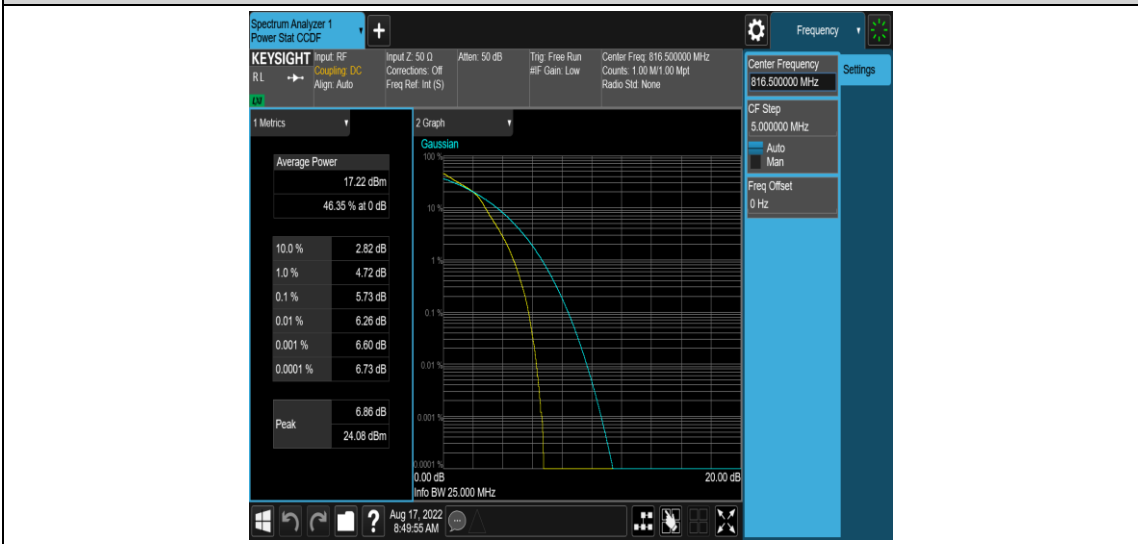 Spectrum Analyzer 1
Power Stat CCDF
+
Frequency
KEYSIGHT
RL
LXI
Input: RF
Coupling: DC
Align: Auto
Input Z: 50 Ω
Corrections: Off
Freq Ref: Int (S)
Atten: 50 dB
Trig: Free Run
#IF Gain: Low
Center Freq: 816.500000 MHz
Counts: 1.00 M/1.00 Mpt
Radio Std: None
Center Frequency
816.500000 MHz
Settings
CF Step
5.000000 MHz
Auto
Man
Freq Offset
0 Hz
1 Metrics
Average Power
17.22 dBm
46.35 % at 0 dB
10.0 % 2.82 dB
1.0 % 4.72 dB
0.1 % 5.73 dB
0.01 % 6.26 dB
0.001 % 6.60 dB
0.0001 % 6.73 dB
Peak
6.86 dB
24.08 dBm
2 Graph
Gaussian
100 %
10 %
1 %
0.1 %
0.01 %
0.001 %
0.0001 %
0.00 dB 20.00 dB
Info BW 25.000 MHz
?
Aug 17, 2022
8:49:55 AM